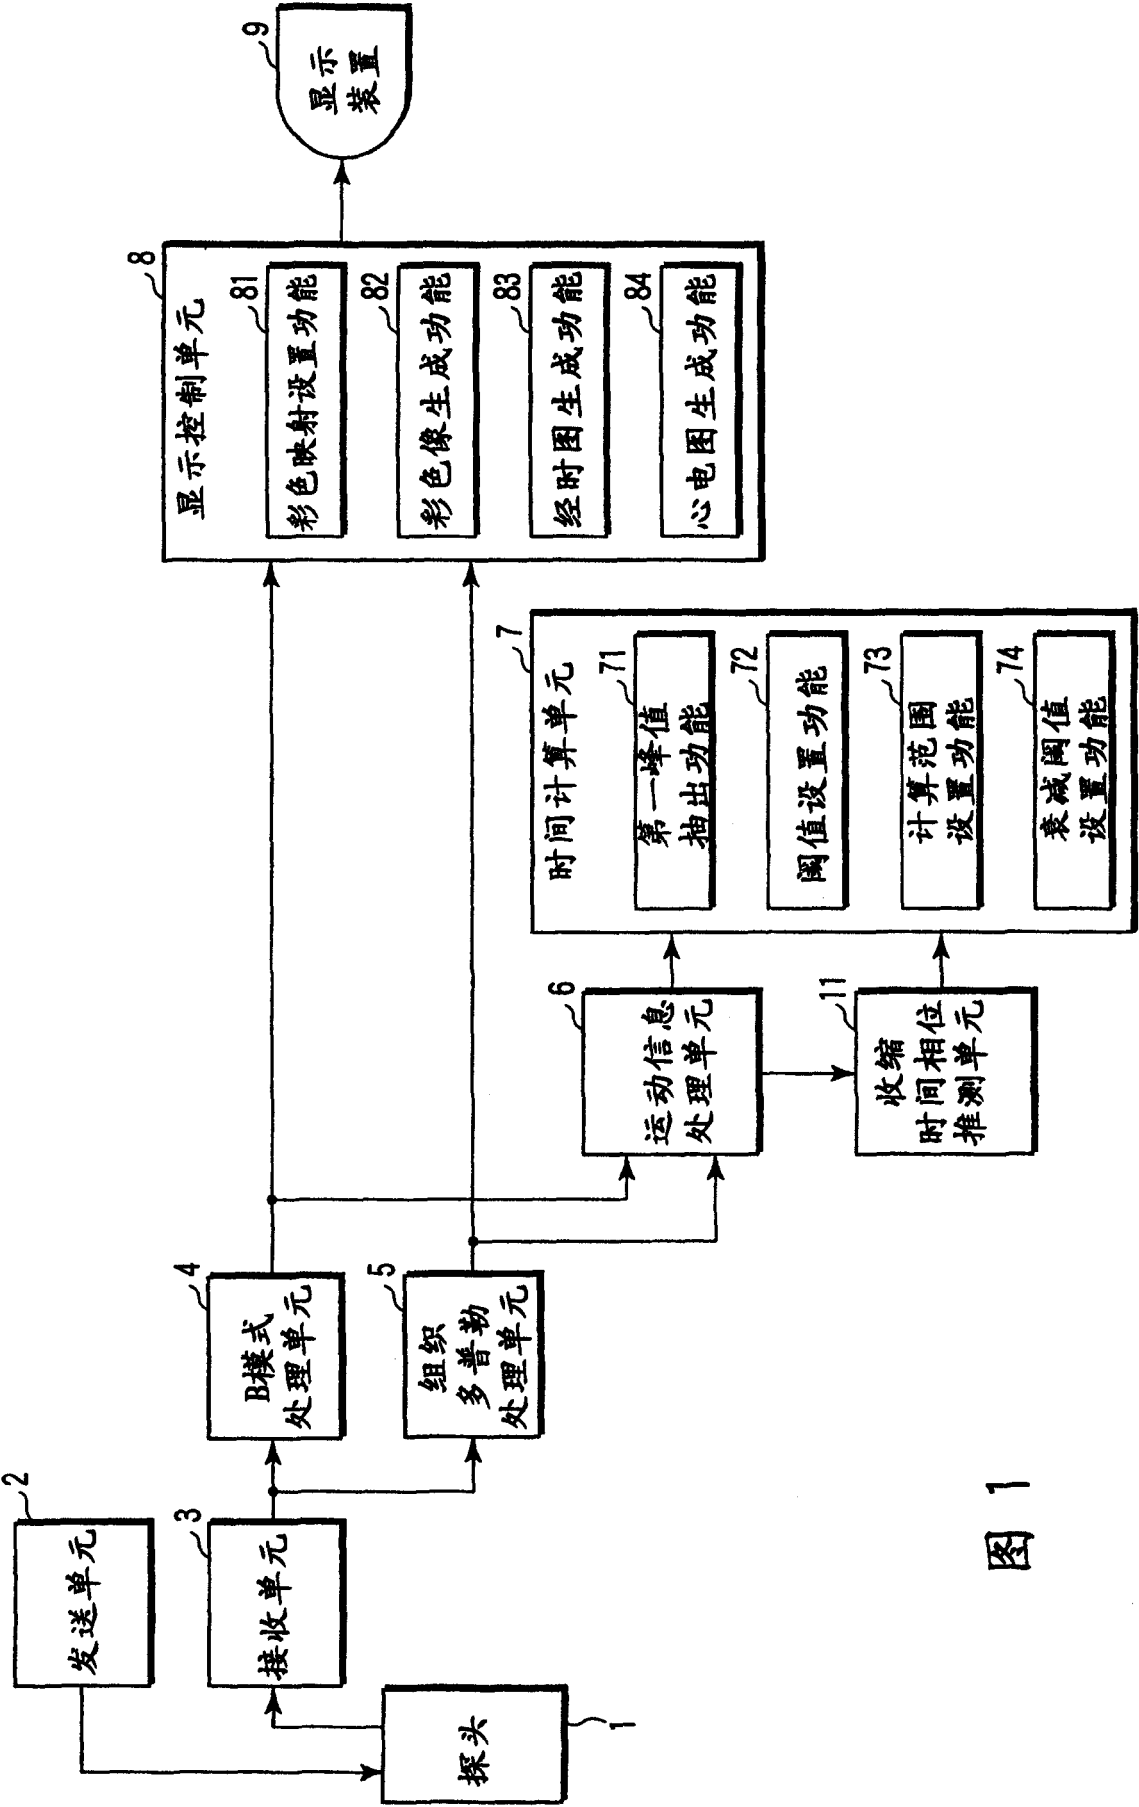 2
发送单元
3
接收单元
探头
1
4
B模式
处理单元
5
组织
多普勒
处理单元
6
运动信息
处理单元
11
收缩
时间相位
推测单元
7
时间计算单元
71
第一峰值
抽出功能
72
阈值设置功能
73
计算范围
设置功能
74
衰减阈值
设置功能
8
显示控制单元
81
彩色映射设置功能
82
彩色像生成功能
83
经时图生成功能
84
心电图生成功能
9
显示
装置
图 1